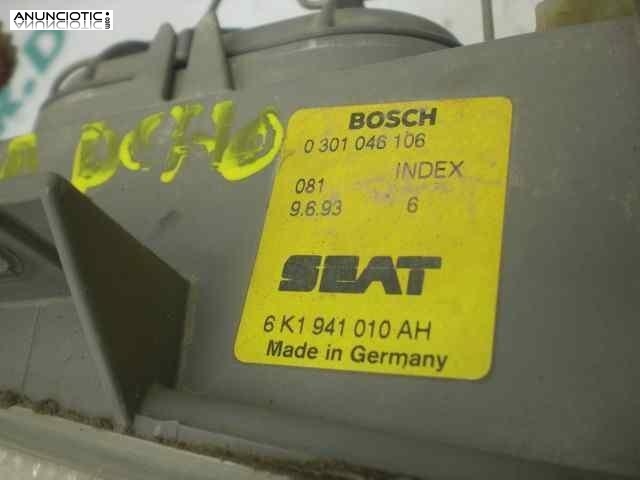 ANUNCIOTIC
DCHO
BOSCH
0 301 046 106
081 INDEX
9.6.93 6
SEAT
6 K1 941 010 AH
Made in Germany